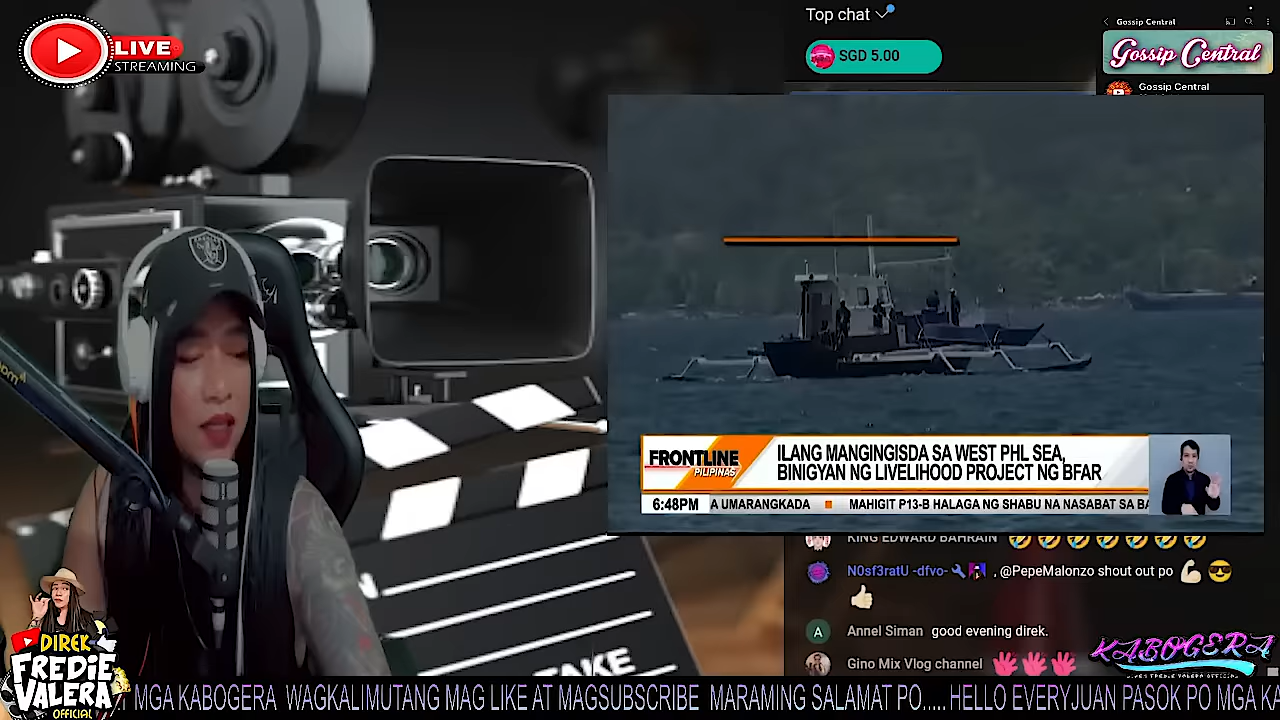 LIVE
STREAMING
Top chat
SGD 5.00
Gossip Central
Gossip Central
Gossip Central
FRONTLINE
PILIPINAS
ILANG MANGINGISDA SA WEST PHL SEA,
BINIGYAN NG LIVELIHOOD PROJECT NG BFAR
6:48PM
A UMARANGKADA ■ MAHIGIT P13-B HALAGA NG SHABU NA NASABAT SA BA
KING EDWARD BAHRAIN 🤣🤣🤣🤣🤣🤣🤣
N0sf3ratU -dfvo- . @PepeMalonzo shout out po 💪🏻 😎
👍🏻
A
Annel Siman good evening direk.
Gino Mix Vlog channel
KABOGERA
DIREK
FREDIE
VALERA
OFFICIAL
TAKE
MGA KABOGERA WAGKALIMUTANG MAG LIKE AT MAGSUBSCRIBE MARAMING SALAMAT PO..... HELLO EVERYJUAN PASOK PO MGA KA